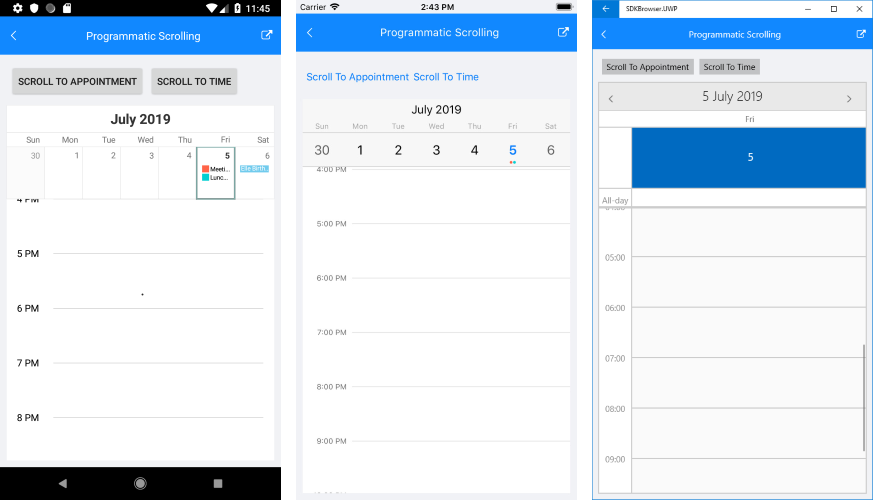 11:45
Programmatic Scrolling
SCROLL TO APPOINTMENT SCROLL TO TIME
July 2019
Sun Mon Tue Wed Thu Fri Sat
30 1 2 3 4 5 6
Meeti...
Elle Birth
Lunc...
4 PM
5 PM
6 PM
7 PM
8 PM
Carrier 2:43 PM
Programmatic Scrolling
Scroll To Appointment Scroll To Time
July 2019
Sun Mon Tue Wed Thu Fri Sat
30 1 2 3 4 5 6
4:00 PM
5:00 PM
6:00 PM
7:00 PM
8:00 PM
9:00 PM
SDKBrowser.UWP
Programmatic Scrolling
Scroll To Appointment Scroll To Time
5 July 2019
Fri
5
All-day
04:00
05:00
06:00
07:00
08:00
09:00